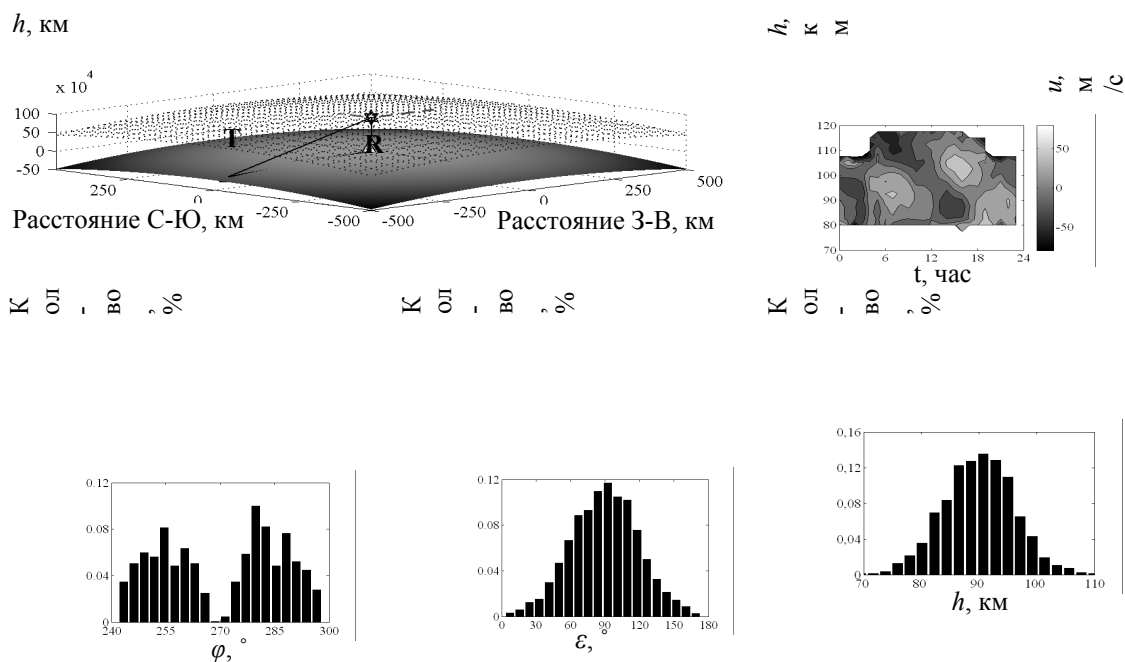 h, км
x 10⁴
100
50
0
-50
T
R
250
0
-250
-500
-500
-250
0
250
500
Расстояние С-Ю, км
Расстояние З-В, км
h,
к
м
u,
м
/с
120
110
100
90
80
70
0
6
12
18
24
t, час
50
0
-50
К
ол
-
во
, %
К
ол
-
во
, %
К
ол
-
во
, %
0.12
0.08
0.04
0
240
255
270
285
300
φ, °
0.12
0.08
0.04
0
0
30
60
90
120
150
180
ε, °
0,16
0,12
0,08
0,04
0
70
80
90
100
110
h, км